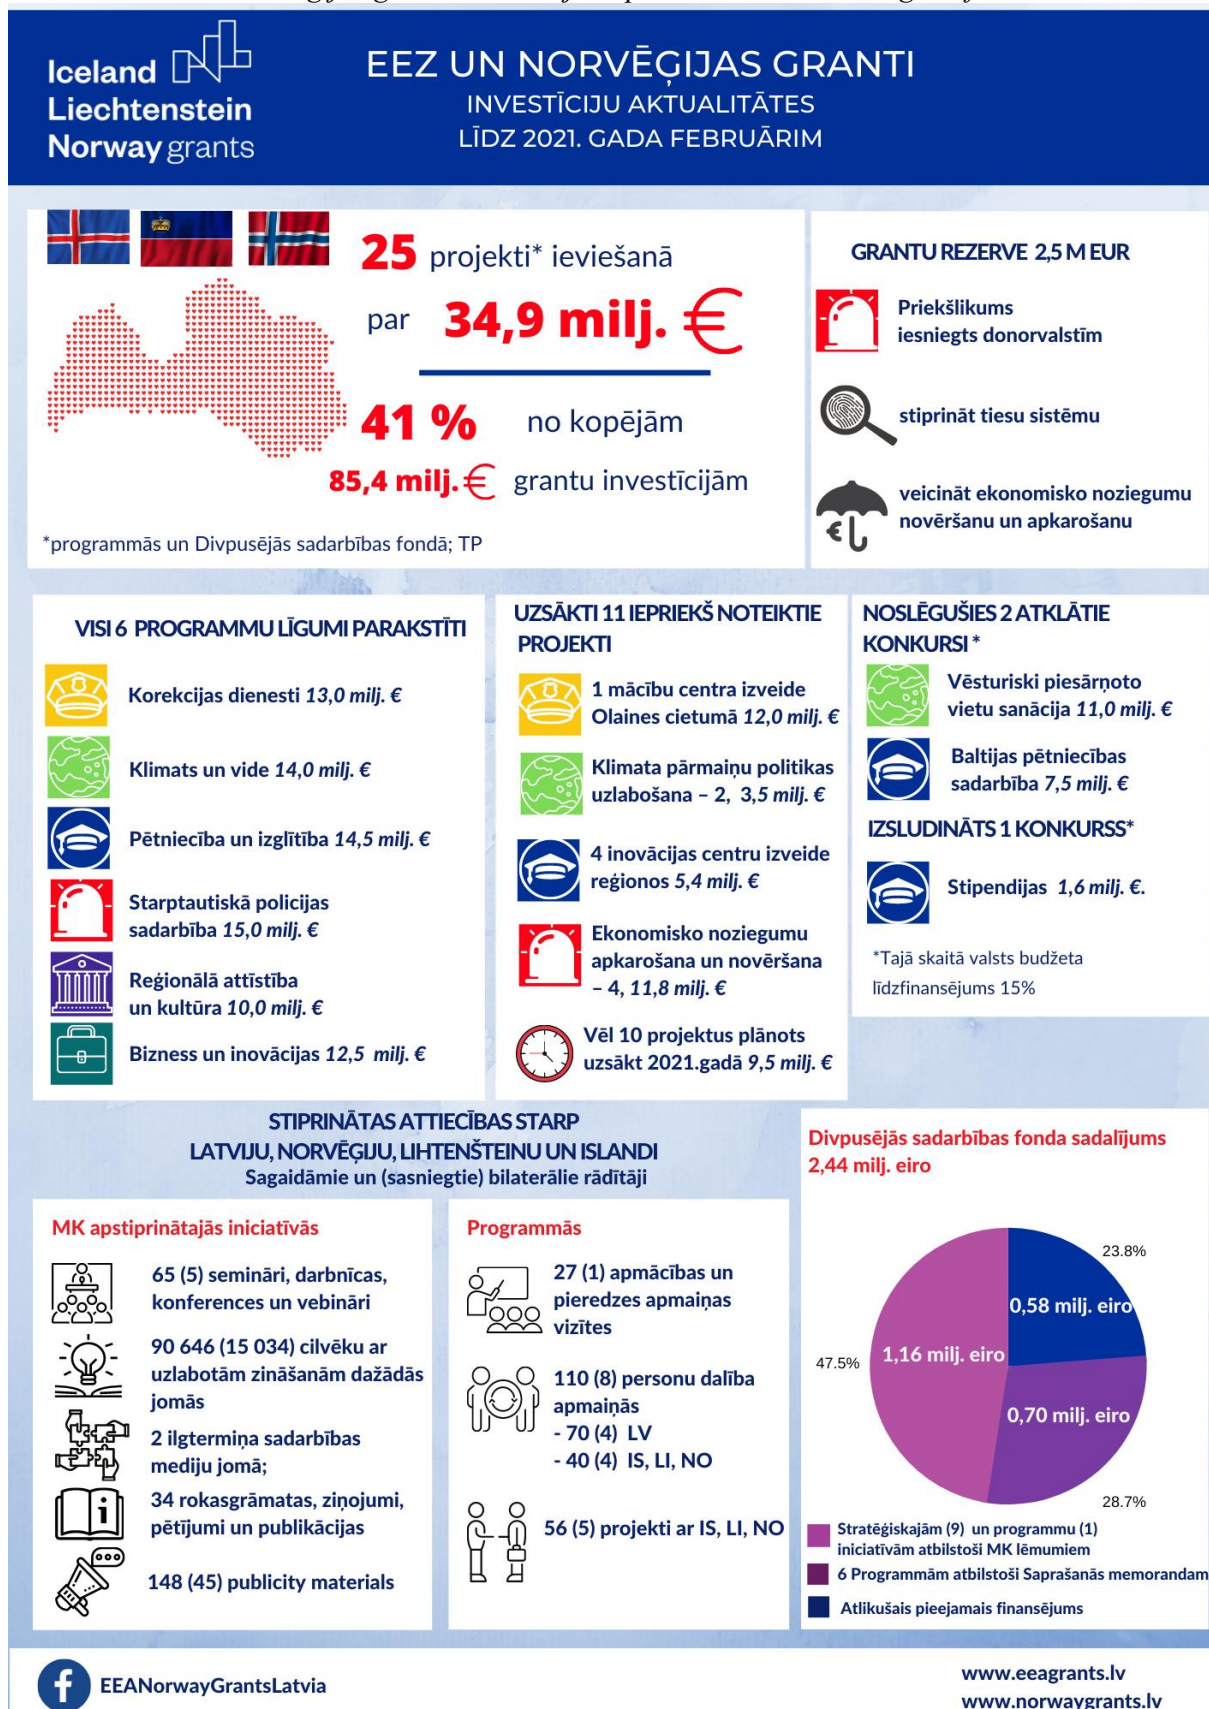 Iceland
Liechtenstein
Norway grants
EEZ UN NORVĒĢIJAS GRANTI
INVESTĪCIJU AKTUALITĀTES
LĪDZ 2021. GADA FEBRUĀRIM
25 projekti* ieviešanā
par 34,9 milj. €
41 % no kopējām
85,4 milj. € grantu investīcijām
*programmās un Divpusējās sadarbības fondā; TP
GRANTU REZERVE 2,5 M EUR
Priekšlikums
iesniegts donorvalstīm
stiprināt tiesu sistēmu
veicināt ekonomisko noziegumu
novēršanu un apkarošanu
€
VISI 6 PROGRAMMU LĪGUMI PARAKSTĪTI
Korekcijas dienesti 13,0 milj. €
Klimats un vide 14,0 milj. €
Pētniecība un izglītība 14,5 milj. €
Starptautiskā policijas
sadarbība 15,0 milj. €
Reģionālā attīstība
un kultūra 10,0 milj. €
Bizness un inovācijas 12,5 milj. €
UZSĀKTI 11 IEPRIEKŠ NOTEIKTIE
PROJEKTI
1 mācību centra izveide
Olaines cietumā 12,0 milj. €
Klimata pārmaiņu politikas
uzlabošana – 2, 3,5 milj. €
4 inovācijas centru izveide
reģionos 5,4 milj. €
Ekonomisko noziegumu
apkarošana un novēršana
– 4, 11,8 milj. €
Vēl 10 projektus plānots
uzsākt 2021.gadā 9,5 milj. €
NOSLĒGUŠIES 2 ATKLĀTIE
KONKURSI *
Vēsturiski piesārņoto
vietu sanācija 11,0 milj. €
Baltijas pētniecības
sadarbība 7,5 milj. €
IZSLUDINĀTS 1 KONKURSS*
Stipendijas 1,6 milj. €.
*Tajā skaitā valsts budžeta
līdzfinansējums 15%
STIPRINĀTAS ATTIECĪBAS STARP
LATVIJU, NORVĒĢIJU, LIHTENŠTEINU UN ISLANDI
Sagaidāmie un (sasniegtie) bilaterālie rādītāji
MK apstiprinātajās iniciatīvās
65 (5) semināri, darbnīcas,
konferences un vebināri
90 646 (15 034) cilvēku ar
uzlabotām zināšanām dažādās
jomās
2 ilgtermiņa sadarbības
mediju jomā;
34 rokasgrāmatas, ziņojumi,
pētījumi un publikācijas
148 (45) publicity materials
Programmās
27 (1) apmācības un
pieredzes apmaiņas
vizītes
110 (8) personu dalība
apmaiņās
- 70 (4) LV
- 40 (4) IS, LI, NO
56 (5) projekti ar IS, LI, NO
Divpusējās sadarbības fonda sadalījums
2,44 milj. eiro
23.8%
0,58 milj. eiro
47.5%
1,16 milj. eiro
0,70 milj. eiro
28.7%
Stratēģiskajām (9) un programmu (1)
iniciatīvām atbilstoši MK lēmumiem
6 Programmām atbilstoši Saprašanās memorandam
Atlikušais pieejamais finansējums
EEANorwayGrantsLatvia
www.eeagrants.lv
www.norwaygrants.lv